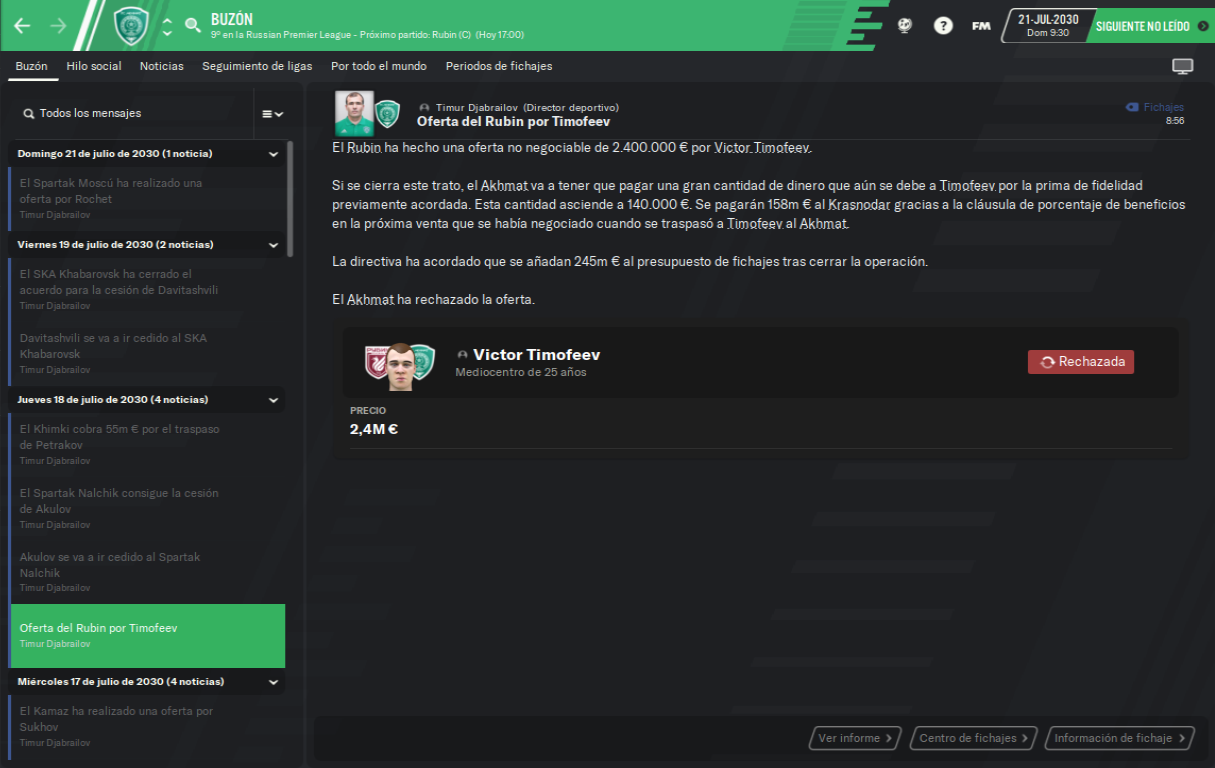 BUZÓN
9º en la Russian Premier League - Próximo partido: Rubin (C) (Hoy 17:00)
?
FM
21-JUL-2030
Dom 9:30
SIGUIENTE NO LEÍDO
Buzón Hilo social Noticias Seguimiento de ligas Por todo el mundo Periodos de fichajes
Todos los mensajes
Domingo 21 de julio de 2030 (1 noticia)
El Spartak Moscú ha realizado una
oferta por Rochet
Timur Djabrailov
Viernes 19 de julio de 2030 (2 noticias)
El SKA Khabarovsk ha cerrado el
acuerdo para la cesión de Davitashvili
Timur Djabrailov
Davitashvili se va a ir cedido al SKA
Khabarovsk
Timur Djabrailov
Jueves 18 de julio de 2030 (4 noticias)
El Khimki cobra 55m € por el traspaso
de Petrakov
Timur Djabrailov
El Spartak Nalchik consigue la cesión
de Akulov
Timur Djabrailov
Akulov se va a ir cedido al Spartak
Nalchik
Timur Djabrailov
Oferta del Rubin por Timofeev
Timur Djabrailov
Miércoles 17 de julio de 2030 (4 noticias)
El Kamaz ha realizado una oferta por
Sukhov
Timur Djabrailov
Timur Djabrailov (Director deportivo)
Oferta del Rubin por Timofeev
Fichajes
8:56
El Rubin ha hecho una oferta no negociable de 2.400.000 € por Victor Timofeev.
Si se cierra este trato, el Akhmat va a tener que pagar una gran cantidad de dinero que aún se debe a Timofeev por la prima de fidelidad
previamente acordada. Esta cantidad asciende a 140.000 €. Se pagarán 158m € al Krasnodar gracias a la cláusula de porcentaje de beneficios
en la próxima venta que se había negociado cuando se traspasó a Timofeev al Akhmat.
La directiva ha acordado que se añadan 245m € al presupuesto de fichajes tras cerrar la operación.
El Akhmat ha rechazado la oferta.
Victor Timofeev
Mediocentro de 25 años
Rechazada
PRECIO
2,4M €
Ver informe
Centro de fichajes
Información de fichaje